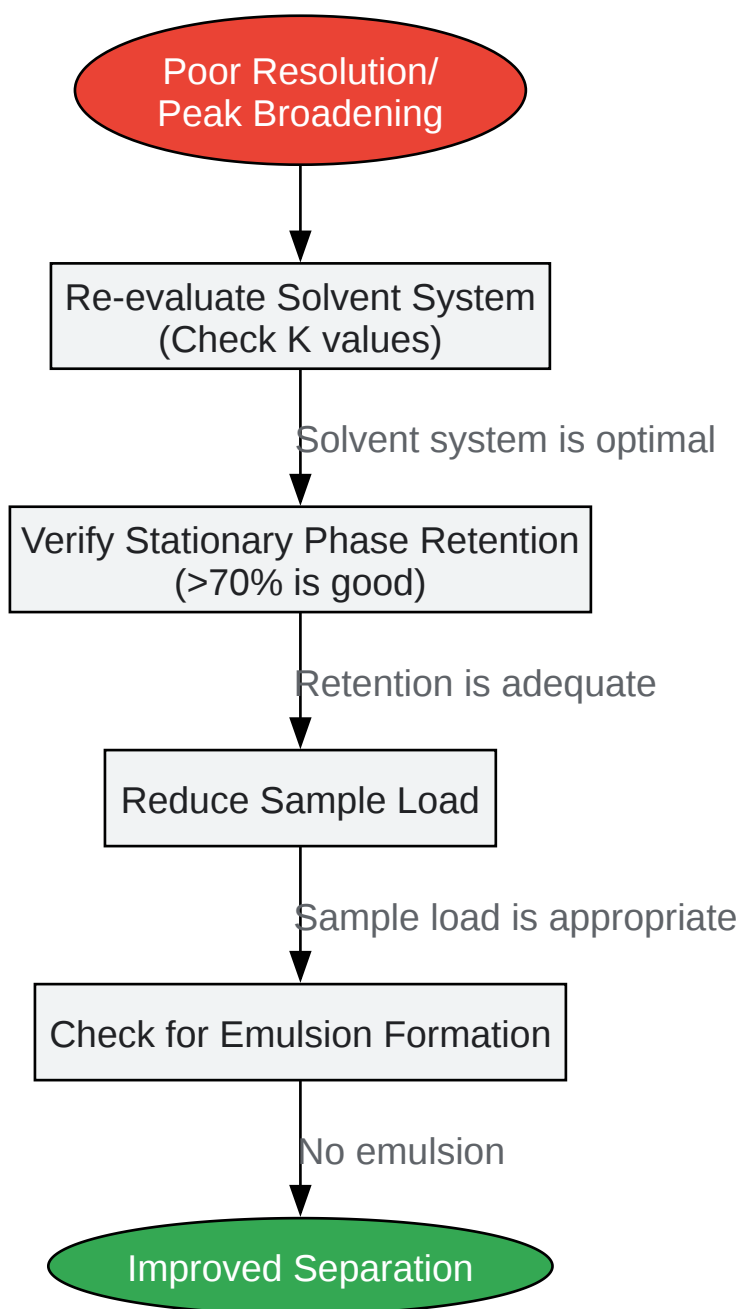 Poor Resolution/
Peak Broadening
Re-evaluate Solvent System
(Check K values)
Solvent system is optimal
Verify Stationary Phase Retention
(>70% is good)
Retention is adequate
Reduce Sample Load
Sample load is appropriate
Check for Emulsion Formation
No emulsion
Improved Separation